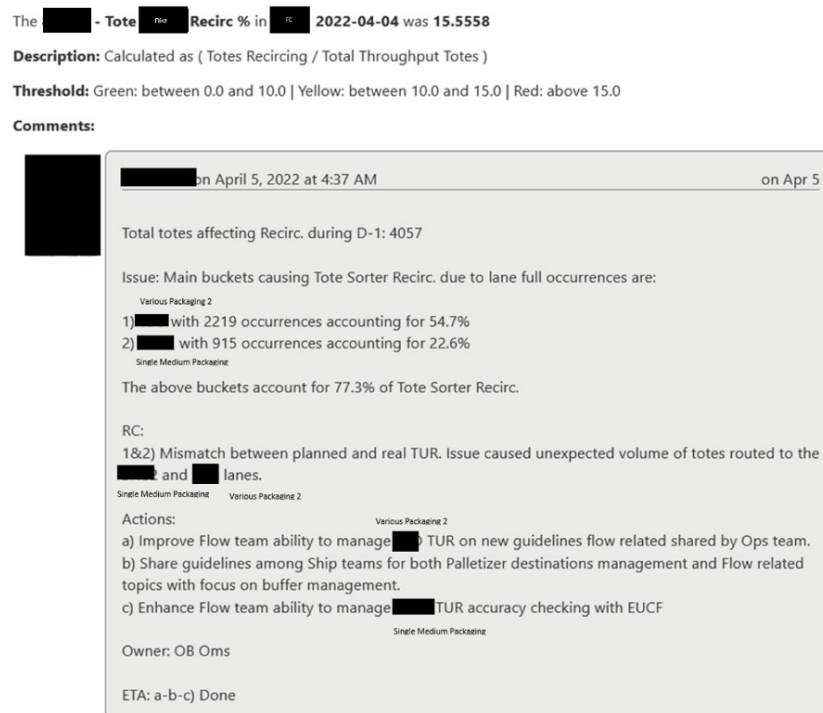 The - Tote Recirc % in FC 2022-04-04 was 15.5558
Description: Calculated as ( Totes Recircing / Total Throughput Totes )
Threshold: Green: between 0.0 and 10.0 | Yellow: between 10.0 and 15.0 | Red: above 15.0
Comments:
on April 5, 2022 at 4:37 AM on Apr 5
Total totes affecting Recirc. during D-1: 4057
Issue: Main buckets causing Tote Sorter Recirc. due to lane full occurrences are:
Various Packaging 2
1) with 2219 occurrences accounting for 54.7%
2) with 915 occurrences accounting for 22.6%
Single Medium Packaging
The above buckets account for 77.3% of Tote Sorter Recirc.
RC:
1&2) Mismatch between planned and real TUR. Issue caused unexpected volume of totes routed to the
and lanes.
Single Medium Packaging Various Packaging 2
Actions:
Various Packaging 2
a) Improve Flow team ability to manage TUR on new guidelines flow related shared by Ops team.
b) Share guidelines among Ship teams for both Palletizer destinations management and Flow related
topics with focus on buffer management.
c) Enhance Flow team ability to manage TUR accuracy checking with EUCF
Single Medium Packaging
Owner: OB Oms
ETA: a-b-c) Done